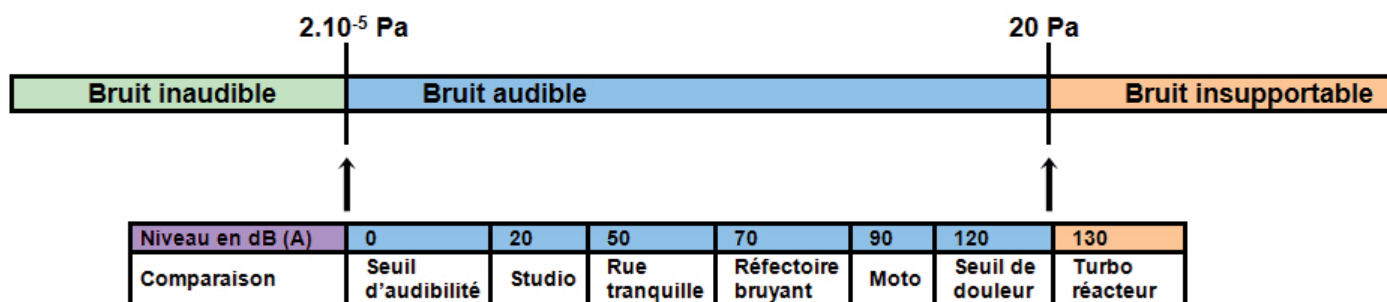 2.10-5 Pa 20 Pa
Bruit inaudible Bruit audible Bruit insupportable
Niveau en dB (A) 0 20 50 70 90 120 130
Comparaison Seuil d'audibilité Studio Rue tranquille Réfectoire bruyant Moto Seuil de douleur Turbo réacteur